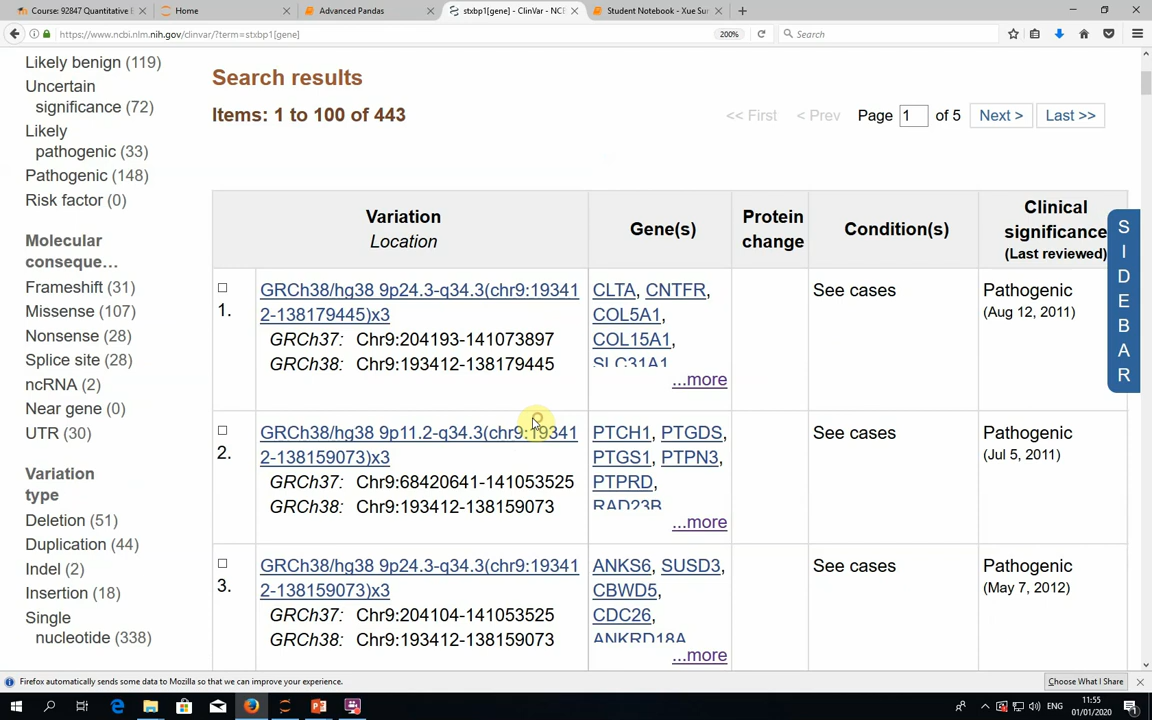 Course: 92847 Quantitative
Home
Advanced Pandas
stxbp1[gene] - ClinVar - NCB
Student Notebook - Xue Sum
https://www.ncbi.nlm.nih.gov/clinvar/?term=stxbp1[gene]
200%
Search
Likely benign (119)
Uncertain
significance (72)
Likely
pathogenic (33)
Pathogenic (148)
Risk factor (0)
Molecular
conseque…
Frameshift (31)
Missense (107)
Nonsense (28)
Splice site (28)
ncRNA (2)
Near gene (0)
UTR (30)
Variation
type
Deletion (51)
Duplication (44)
Indel (2)
Insertion (18)
Single
nucleotide (338)
Search results
Items: 1 to 100 of 443
<< First
< Prev
Page 1 of 5
Next >
Last >>
Variation
Location
Gene(s)
Protein
change
Condition(s)
Clinical
significance
(Last reviewed)
1.
GRCh38/hg38 9p24.3-q34.3(chr9:19341
2-138179445)x3
GRCh37: Chr9:204193-141073897
GRCh38: Chr9:193412-138179445
CLTA, CNTFR,
COL5A1,
COL15A1,
SLC31A1
...more
See cases
Pathogenic
(Aug 12, 2011)
2.
GRCh38/hg38 9p11.2-q34.3(chr9:19341
2-138159073)x3
GRCh37: Chr9:68420641-141053525
GRCh38: Chr9:193412-138159073
PTCH1, PTGDS,
PTGS1, PTPN3,
PTPRD,
RAD23B
...more
See cases
Pathogenic
(Jul 5, 2011)
3.
GRCh38/hg38 9p24.3-q34.3(chr9:19341
2-138159073)x3
GRCh37: Chr9:204104-141053525
GRCh38: Chr9:193412-138159073
ANKS6, SUSD3,
CBWD5,
CDC26,
ANKRD18A
...more
See cases
Pathogenic
(May 7, 2012)
SIDEBAR
Firefox automatically sends some data to Mozilla so that we can improve your experience.
Choose What I Share
ENG
11:55
01/01/2020